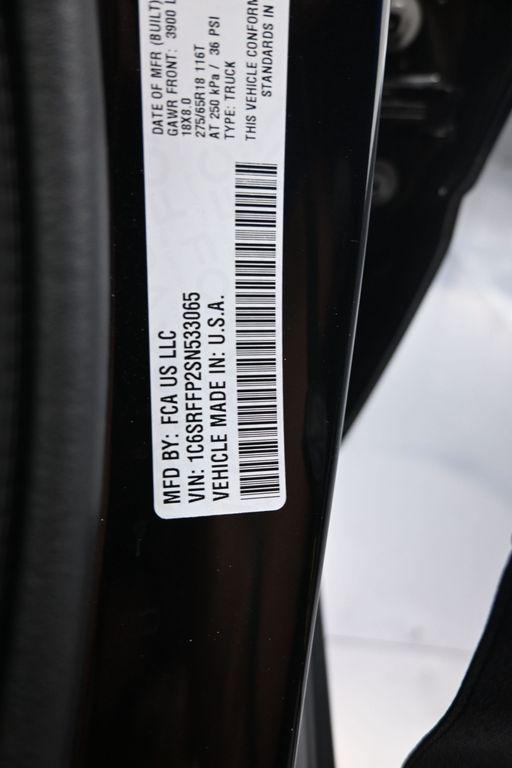 MFD BY: FCA US LLC
VIN: 1C6SRFFP2SN533065
VEHICLE MADE IN: U.S.A.
DATE OF MFR (BUILT)
GAWR FRONT: 3900 L
18X8.0
275/65R18 116T
AT 250 kPa / 36 PSI
TYPE: TRUCK
THIS VEHICLE CONFORM
STANDARDS IN